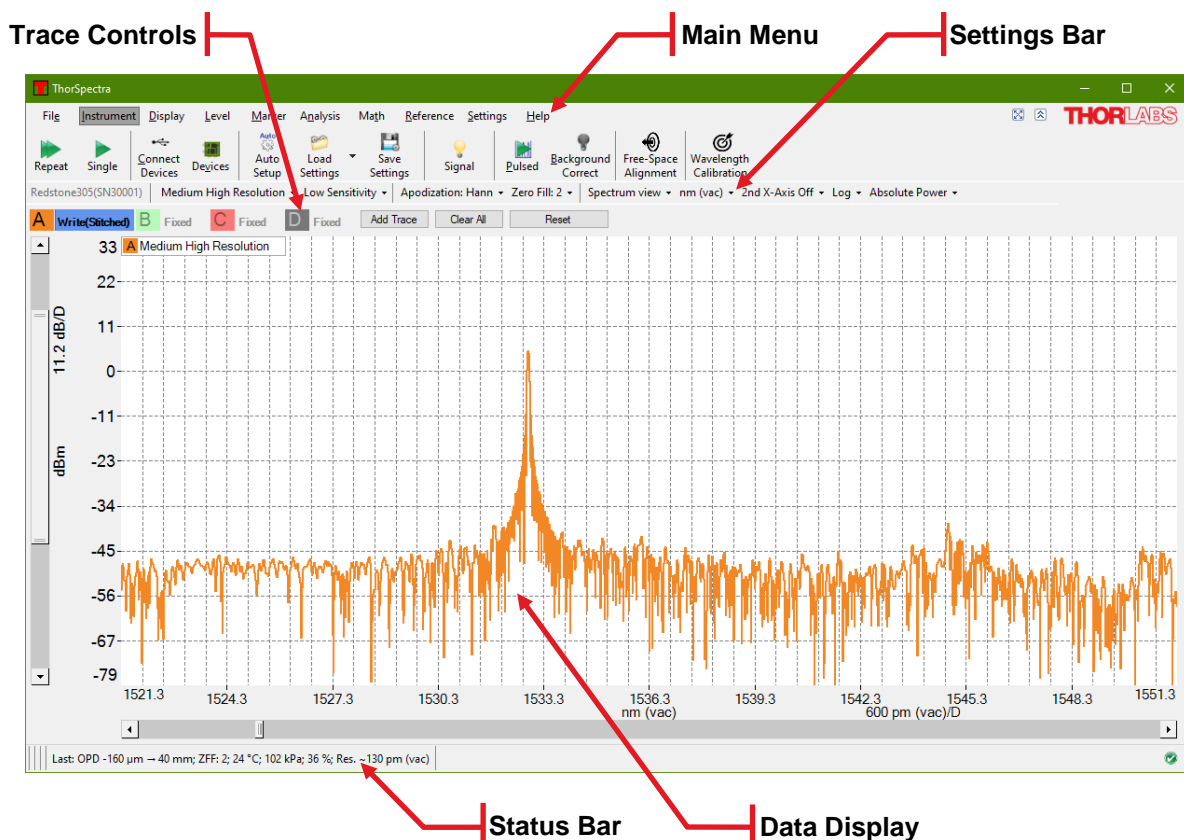 Trace Controls
Main Menu
Settings Bar
ThorSpectra
File Instrument Display Level Marker Analysis Math Reference Settings Help
THORLABS
Repeat
Single
Connect Devices
Devices
Auto
Auto Setup
Load Settings
Save Settings
Signal
Pulsed
Background Correct
Free-Space Alignment
Wavelength Calibration
Redstone305(SN30001) Medium High Resolution Low Sensitivity Apodization: Hann Zero Fill: 2 Spectrum view nm (vac) 2nd X-Axis Off Log Absolute Power
A Write(Stitched) B Fixed C Fixed D Fixed Add Trace Clear All Reset
33 A Medium High Resolution
22
11
0
-11
-23
-34
-45
-56
-67
-79
11.2 dB/D
dBm
1521.3 1524.3 1527.3 1530.3 1533.3 1536.3 1539.3 1542.3 1545.3 1548.3 1551.3
nm (vac) 600 pm (vac)/D
Last: OPD -160 µm → 40 mm; ZFF: 2; 24 °C; 102 kPa; 36 %; Res. ~130 pm (vac)
Status Bar
Data Display